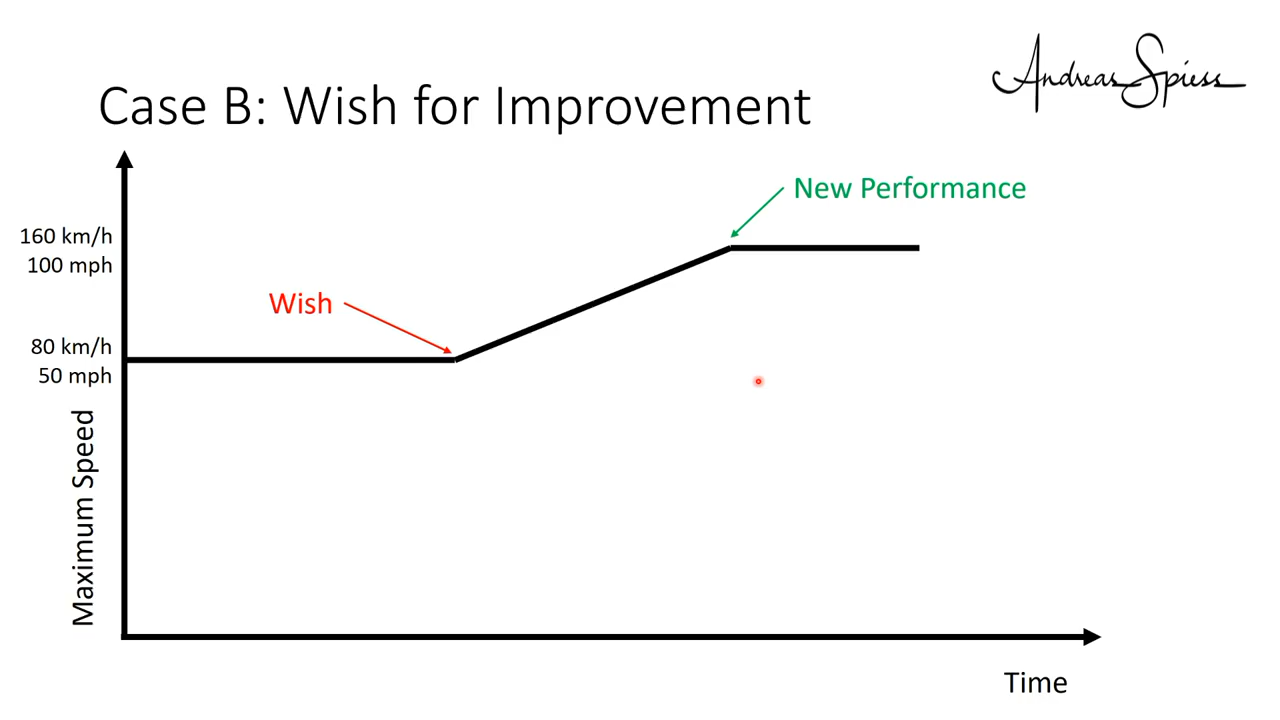 Andreas Spiess
Case B: Wish for Improvement
New Performance
160 km/h
100 mph
Wish
80 km/h
50 mph
Maximum Speed
Time